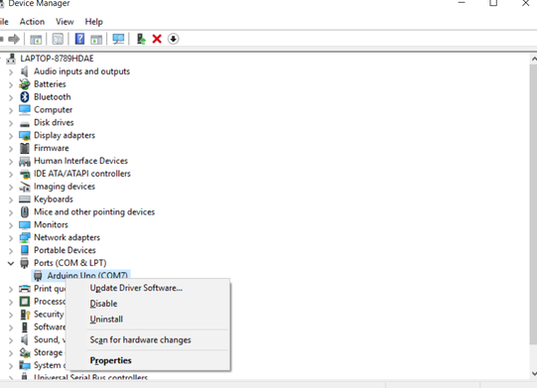 Device Manager
ile Action View Help
LAPTOP-8789HDAE
Audio inputs and outputs
Batteries
Bluetooth
Computer
Disk drives
Display adapters
Firmware
Human Interface Devices
IDE ATA/ATAPI controllers
Imaging devices
Keyboards
Mice and other pointing devices
Monitors
Network adapters
Portable Devices
Ports (COM & LPT)
Arduino Uno (COM7)
Print que
Update Driver Software...
Processo
Disable
Security
Uninstall
Software
Sound, v
Scan for hardware changes
Storage
System d
Properties
Universal Serial Bus controllers